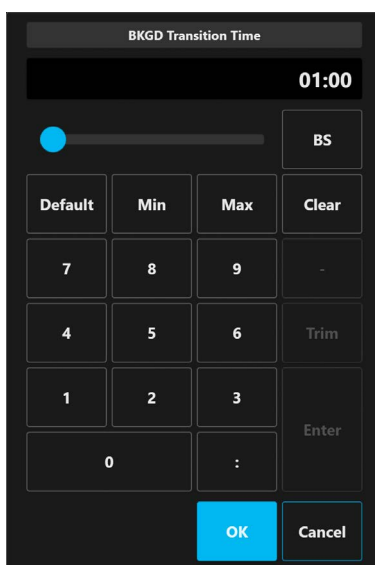 BKGD Transition Time
01:00
BS
Default Min Max Clear
7 8 9 -
4 5 6 Trim
1 2 3
Enter
0 :
OK Cancel